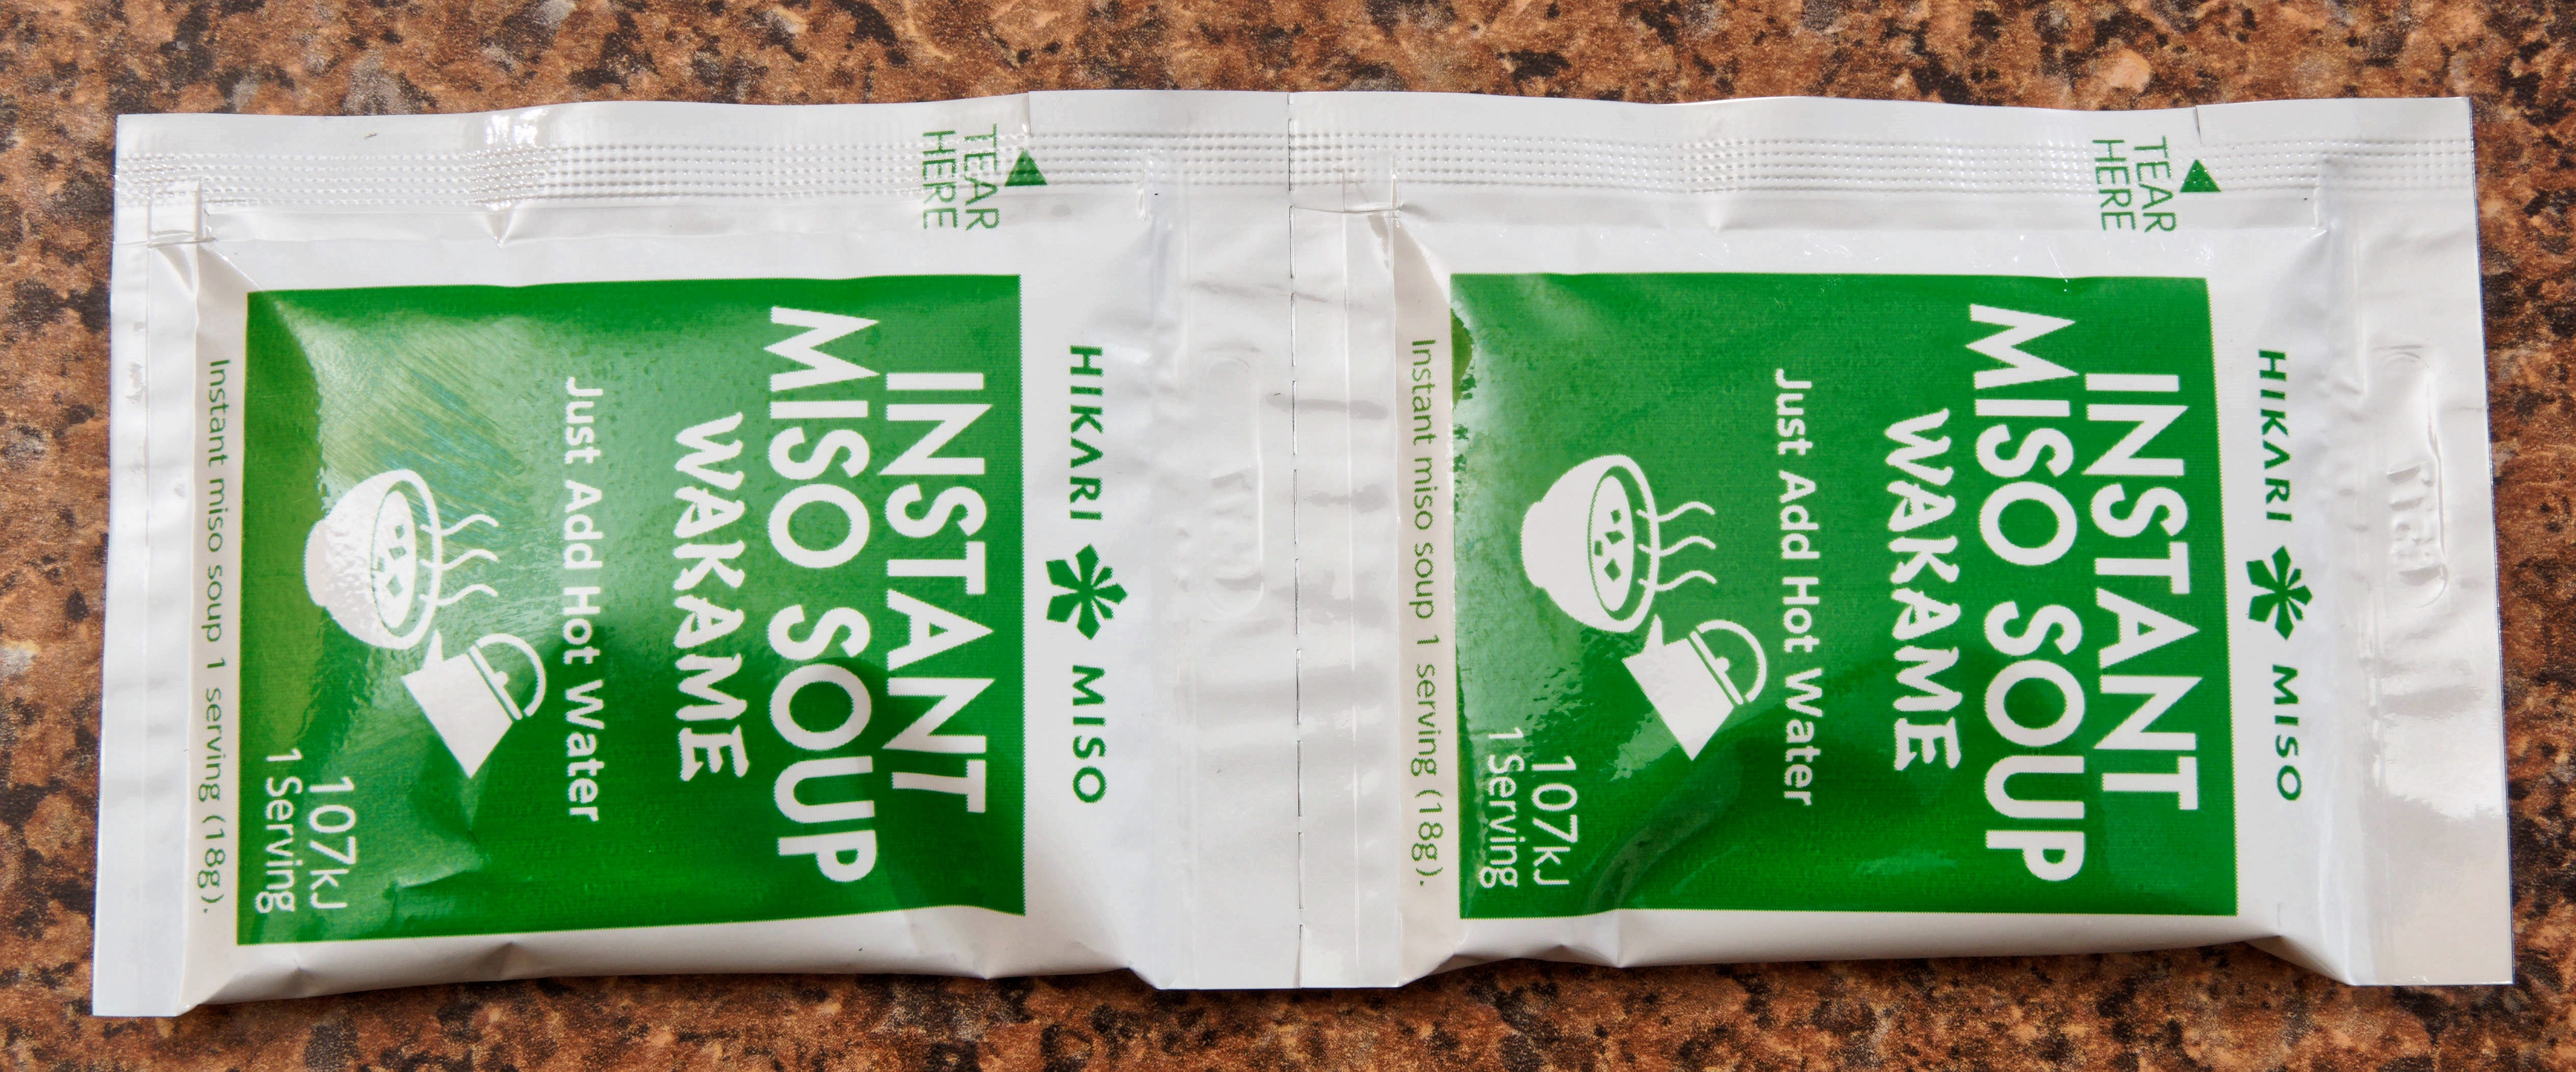 TEAR
HERE
HIKARI MISO
INSTANT
MISO SOUP
WAKAME
Just Add Hot Water
107kJ
1 Serving
Instant miso soup 1 serving (18g).
TEAR
HERE
HIKARI MISO
INSTANT
MISO SOUP
WAKAME
Just Add Hot Water
107kJ
1 Serving
Instant miso soup 1 serving (18g).